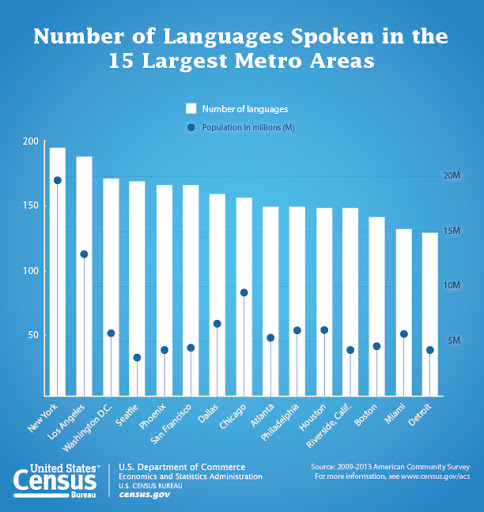 Number of Languages Spoken in the
15 Largest Metro Areas
Number of languages
Population in millions (M)
200
150
100
50
20M
15M
10M
5M
New York
Los Angeles
Washington D.C.
Seattle
Phoenix
San Francisco
Dallas
Chicago
Atlanta
Philadelphia
Houston
Riverside, Calif.
Boston
Miami
Detroit
United States™
Census
Bureau
U.S. Department of Commerce
Economics and Statistics Administration
U.S. CENSUS BUREAU
census.gov
Source: 2009-2013 American Community Survey
For more information, see www.census.gov/acs